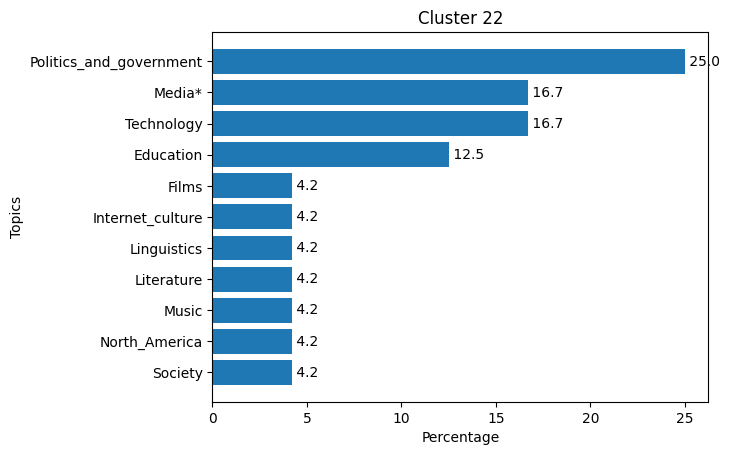 Cluster 22
Politics_and_government 25.0
Media* 16.7
Technology 16.7
Education 12.5
Films 4.2
Internet_culture 4.2
Linguistics 4.2
Literature 4.2
Music 4.2
North_America 4.2
Society 4.2
Topics
0 5 10 15 20 25
Percentage